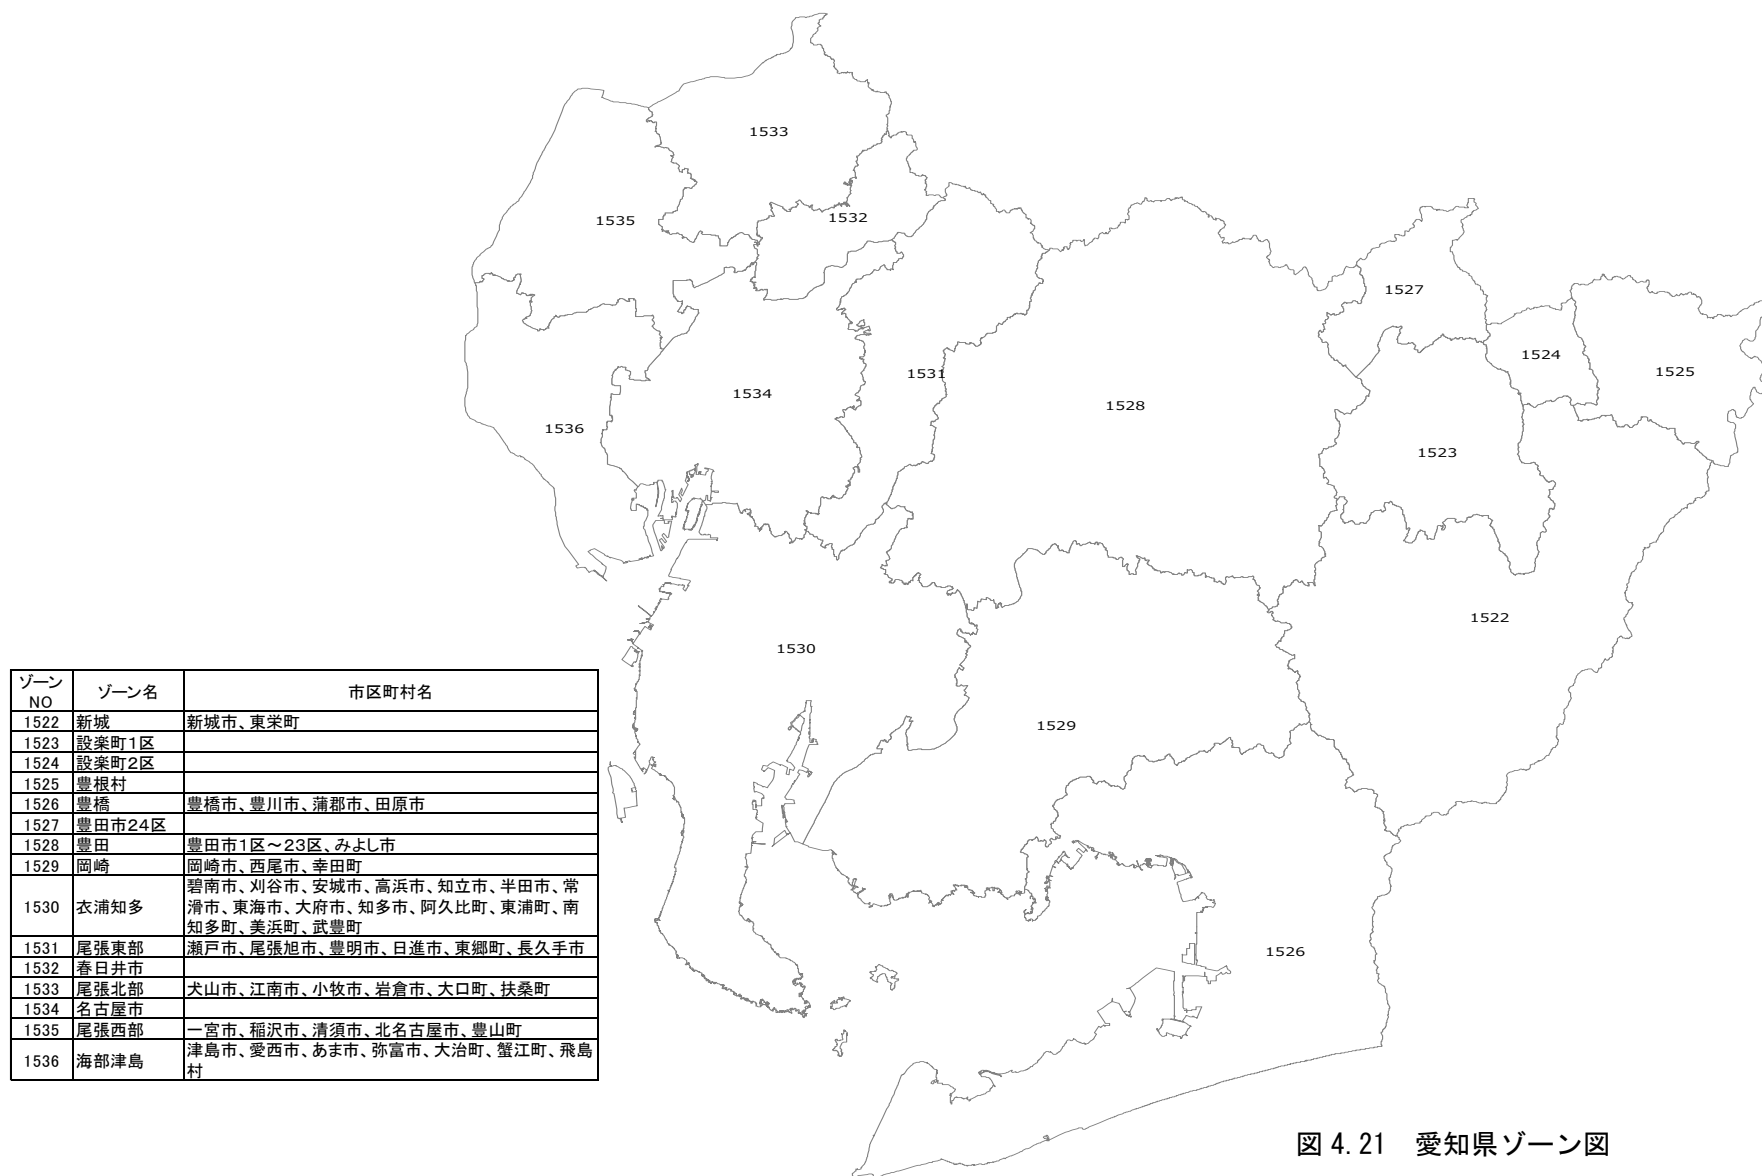 1533
1532
1535
1527
1524
1525
1531
1534
1528
1536
1523
1522
1530
1529
1526
ゾーン
NO
ゾーン名
市区町村名
1522 新城 新城市、東栄町
1523 設楽町1区
1524 設楽町2区
1525 豊根村
1526 豊橋 豊橋市、豊川市、蒲郡市、田原市
1527 豊田市24区
1528 豊田 豊田市1区～23区、みよし市
1529 岡崎 岡崎市、西尾市、幸田町
1530 衣浦知多 碧南市、刈谷市、安城市、高浜市、知立市、半田市、常
滑市、東海市、大府市、知多市、阿久比町、東浦町、南
知多町、美浜町、武豊町
1531 尾張東部 瀬戸市、尾張旭市、豊明市、日進市、東郷町、長久手市
1532 春日井市
1533 尾張北部 犬山市、江南市、小牧市、岩倉市、大口町、扶桑町
1534 名古屋市
1535 尾張西部 一宮市、稲沢市、清須市、北名古屋市、豊山町
1536 海部津島 津島市、愛西市、あま市、弥富市、大治町、蟹江町、飛島
村
図 4.21 愛知県ゾーン図